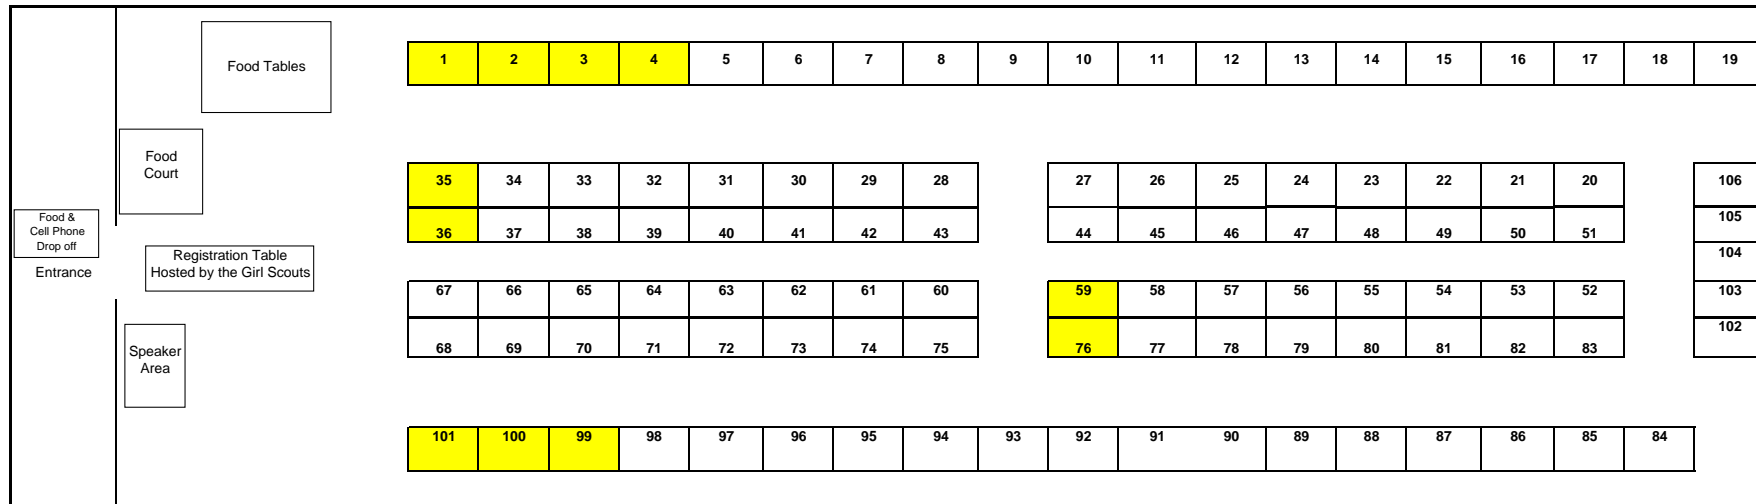 Food Tables
1 2 3 4 5 6 7 8 9 10 11 12 13 14 15 16 17 18 19
Food
Court
35 34 33 32 31 30 29 28 27 26 25 24 23 22 21 20 106
Food &
Cell Phone
Drop off
36 37 38 39 40 41 42 43 44 45 46 47 48 49 50 51 105
Entrance
Registration Table
Hosted by the Girl Scouts
104
67 66 65 64 63 62 61 60 59 58 57 56 55 54 53 52 103
Speaker
Area
68 69 70 71 72 73 74 75 76 77 78 79 80 81 82 83 102
101 100 99 98 97 96 95 94 93 92 91 90 89 88 87 86 85 84